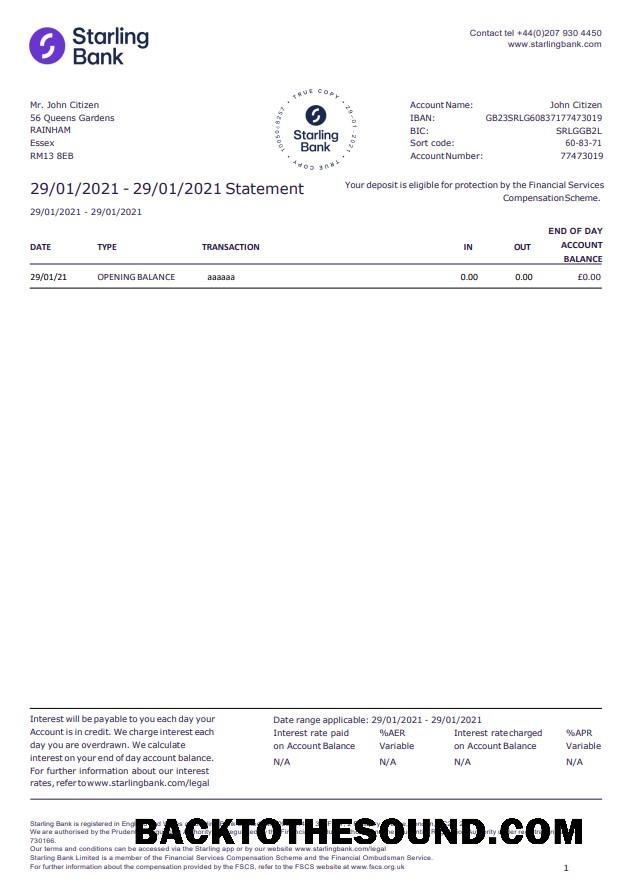 Starling
Bank
Contact tel +44(0)207 930 4450
www.starlingbank.com
Mr. John Citizen
56 Queens Gardens
RAINHAM
Essex
RM13 8EB
• TRUE COPY • 29-01-2021 • TRUE COPY •
Starling
Bank
Account Name: John Citizen
IBAN: GB23SRLG60837177473019
BIC: SRLGGB2L
Sort code: 60-83-71
Account Number: 77473019
29/01/2021 - 29/01/2021 Statement
Your deposit is eligible for protection by the Financial Services
CompensationScheme.
29/01/2021 - 29/01/2021
DATE TYPE TRANSACTION IN OUT END OF DAY
ACCOUNT
BALANCE
29/01/21 OPENING BALANCE aaaaaa 0.00 0.00 £0.00
Interest will be payable to you each day your
Account is in credit. We charge interest each
day you are overdrawn. We calculate
interest on your end of day account balance.
For further information about our interest
rates, refer to www.starlingbank.com/legal
Date range applicable: 29/01/2021 - 29/01/2021
Interest rate paid %AER Interest rate charged %APR
on Account Balance Variable on Account Balance Variable
N/A N/A N/A N/A
Starling Bank is registered in
We are authorised by the
730166.
BACKTOTHESOUND.COM
Our terms and conditions can be accessed via the Starling app or by our website www.starlingbank.com/legal
Starling Bank Limited is a member of the Financial Services Compensation Scheme and the Financial Ombudsman Service.
For further information about the compensation provided by the FSCS, refer to the FSCS website at www.fscs.org.uk
1